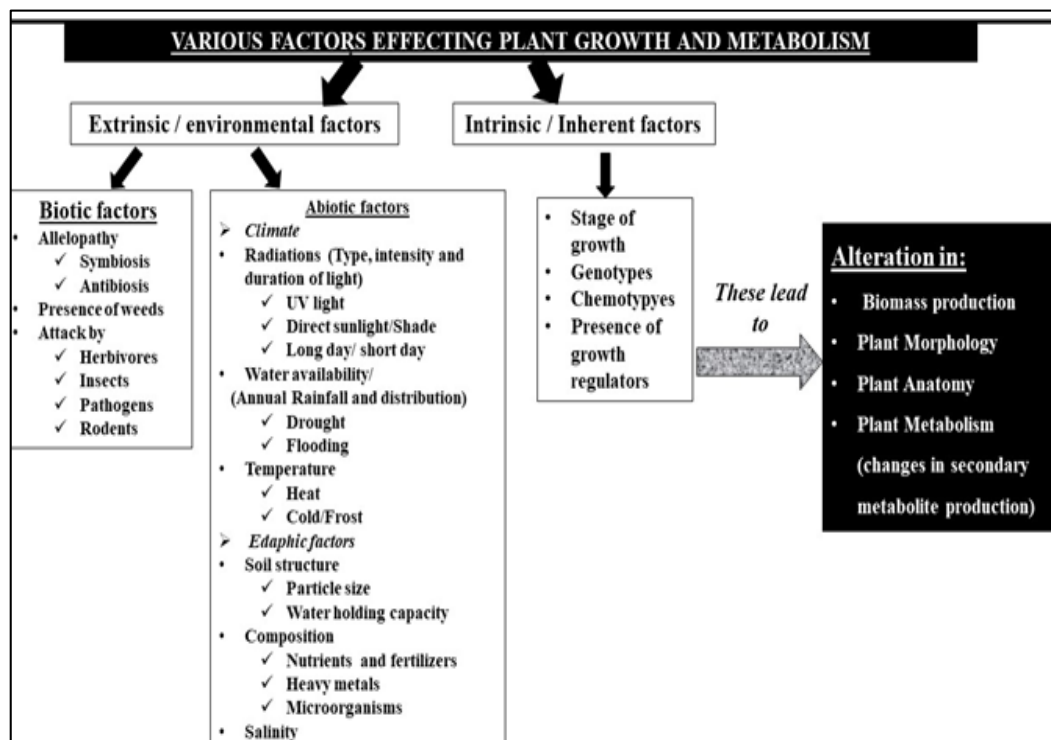 VARIOUS FACTORS EFFECTING PLANT GROWTH AND METABOLISM
Extrinsic / environmental factors
Intrinsic / Inherent factors
Biotic factors
• Allelopathy
✓ Symbiosis
✓ Antibiosis
• Presence of weeds
• Attack by
✓ Herbivores
✓ Insects
✓ Pathogens
✓ Rodents
Abiotic factors
➢ Climate
• Radiations (Type, intensity and
duration of light)
✓ UV light
✓ Direct sunlight/Shade
✓ Long day/ short day
• Water availability/
(Annual Rainfall and distribution)
✓ Drought
✓ Flooding
• Temperature
✓ Heat
✓ Cold/Frost
➢ Edaphic factors
• Soil structure
✓ Particle size
✓ Water holding capacity
• Composition
✓ Nutrients and fertilizers
✓ Heavy metals
✓ Microorganisms
• Salinity
• Stage of
growth
• Genotypes
• Chemotypyes
• Presence of
growth
regulators
These lead
to
Alteration in:
• Biomass production
• Plant Morphology
• Plant Anatomy
• Plant Metabolism
(changes in secondary
metabolite production)